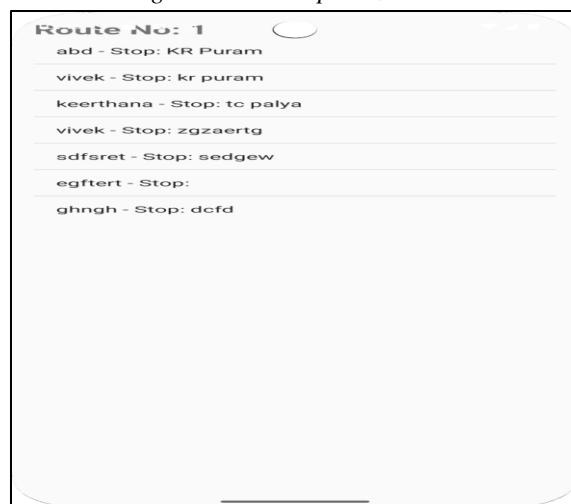 Route No: 1
abd - Stop: KR Puram
vivek - Stop: kr puram
keerthana - Stop: tc palya
vivek - Stop: zgzaertg
sdfsret - Stop: sedgew
egftert - Stop:
ghngh - Stop: dcfd